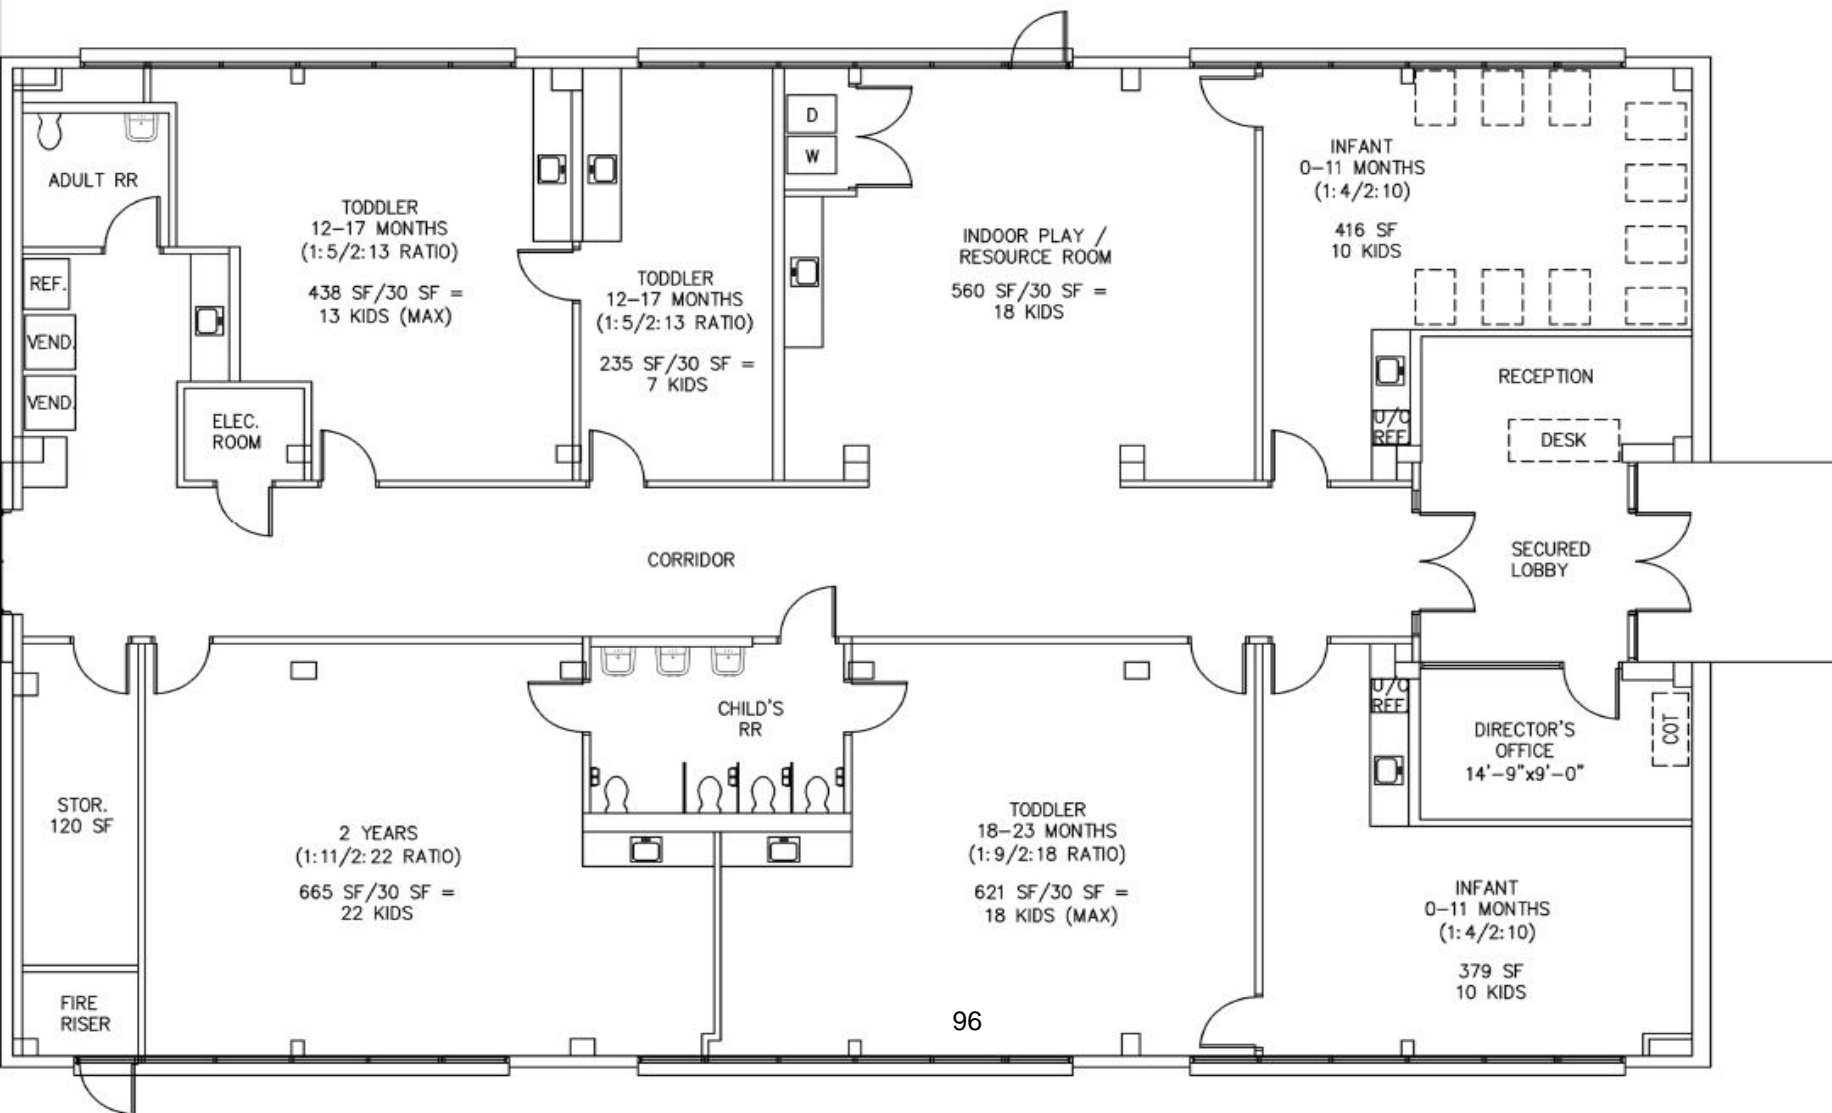 ADULT RR
REF.
VEND.
VEND.
ELEC.
ROOM
TODDLER
12-17 MONTHS
(1:5/2:13 RATIO)
438 SF/30 SF =
13 KIDS (MAX)
TODDLER
12-17 MONTHS
(1:5/2:13 RATIO)
235 SF/30 SF =
7 KIDS
D
W
INDOOR PLAY /
RESOURCE ROOM
560 SF/30 SF =
18 KIDS
INFANT
0-11 MONTHS
(1:4/2:10)
416 SF
10 KIDS
U/C
REF.
RECEPTION
DESK
CORRIDOR
SECURED
LOBBY
STOR.
120 SF
FIRE
RISER
2 YEARS
(1:11/2:22 RATIO)
665 SF/30 SF =
22 KIDS
CHILD'S
RR
TODDLER
18-23 MONTHS
(1:9/2:18 RATIO)
621 SF/30 SF =
18 KIDS (MAX)
U/C
REF.
DIRECTOR'S
OFFICE
14'-9"x9'-0"
COT
INFANT
0-11 MONTHS
(1:4/2:10)
379 SF
10 KIDS
96